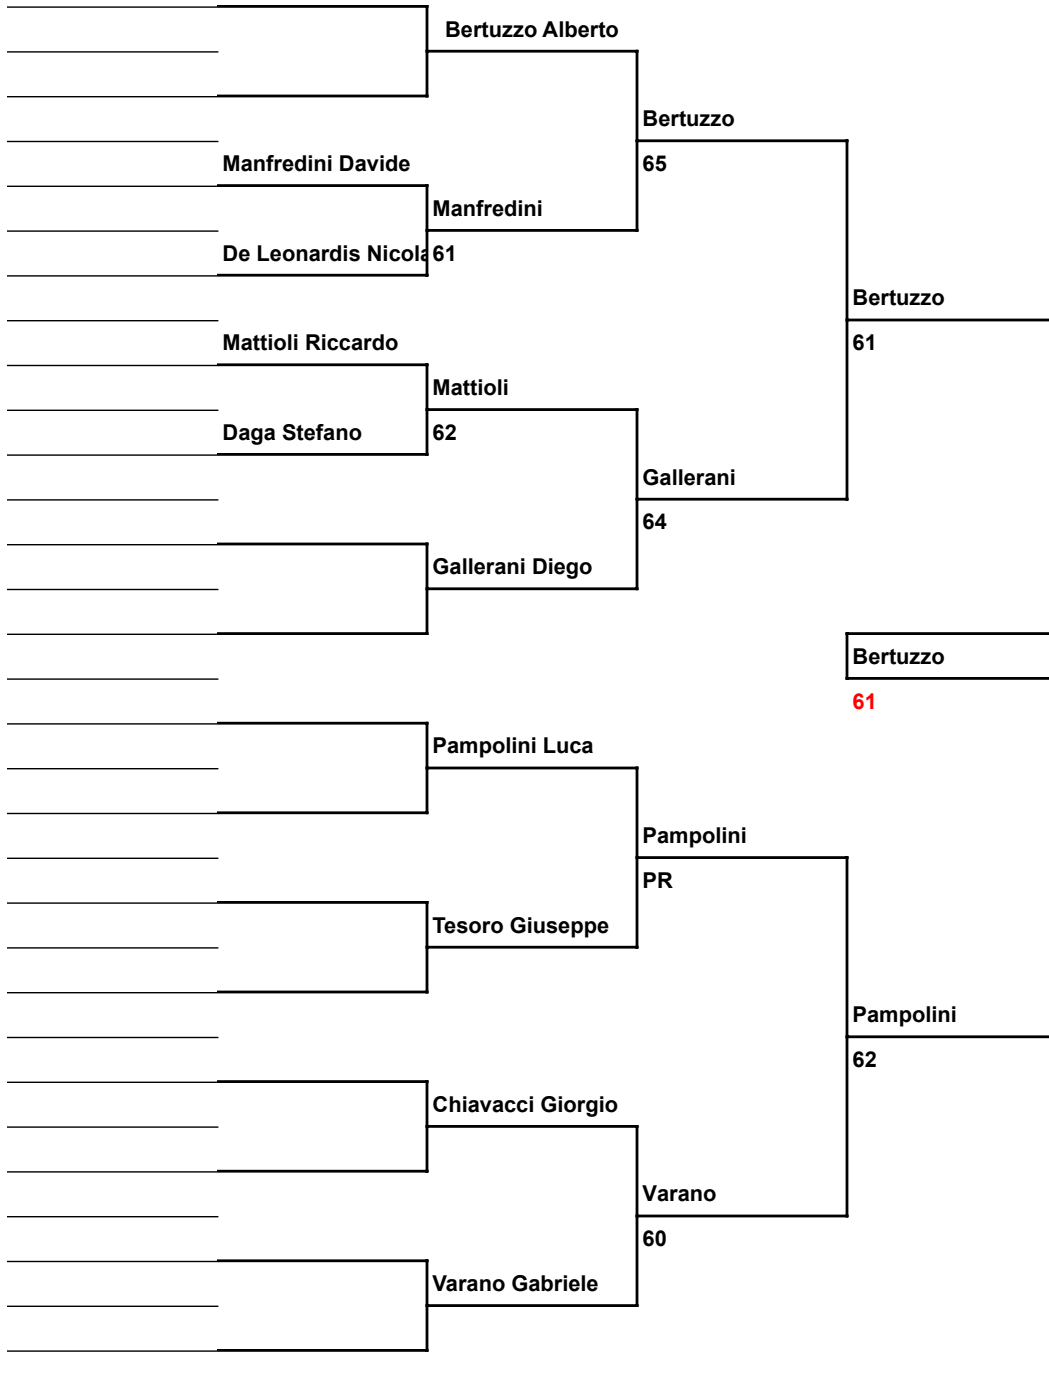 Bertuzzo Alberto
Bertuzzo
Manfredini Davide
65
Manfredini
De Leonardis Nicola
61
Bertuzzo
Mattioli Riccardo
61
Mattioli
Daga Stefano
62
Gallerani
64
Gallerani Diego
Bertuzzo
61
Pampolini Luca
Pampolini
PR
Tesoro Giuseppe
Pampolini
62
Chiavacci Giorgio
Varano
60
Varano Gabriele